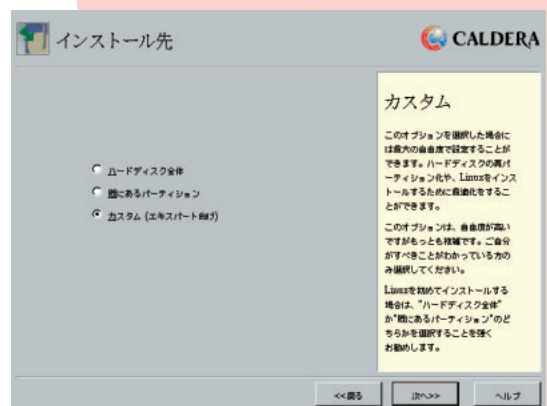 インストール先
CALDERA
ハードディスク全体
間にあるパーティション
カスタム (エキスパート向け)
カスタム
このオプションを選択した場合に
は最大の自由度で設定することが
できます。ハードディスクの再パ
ーティション化や、Linuxをインス
トールするために最適化をするこ
とができます。
このオプションは、自由度が高い
ですがもっとも複雑です。ご自分
がすべきことがわかっている方の
み選択してください。
Linuxを初めてインストールする
場合は、"ハードディスク全体"
か"間にあるパーティション"のど
ちらかを選択することを強く
お勧めします。
<<戻る
次へ>>
ヘルプ